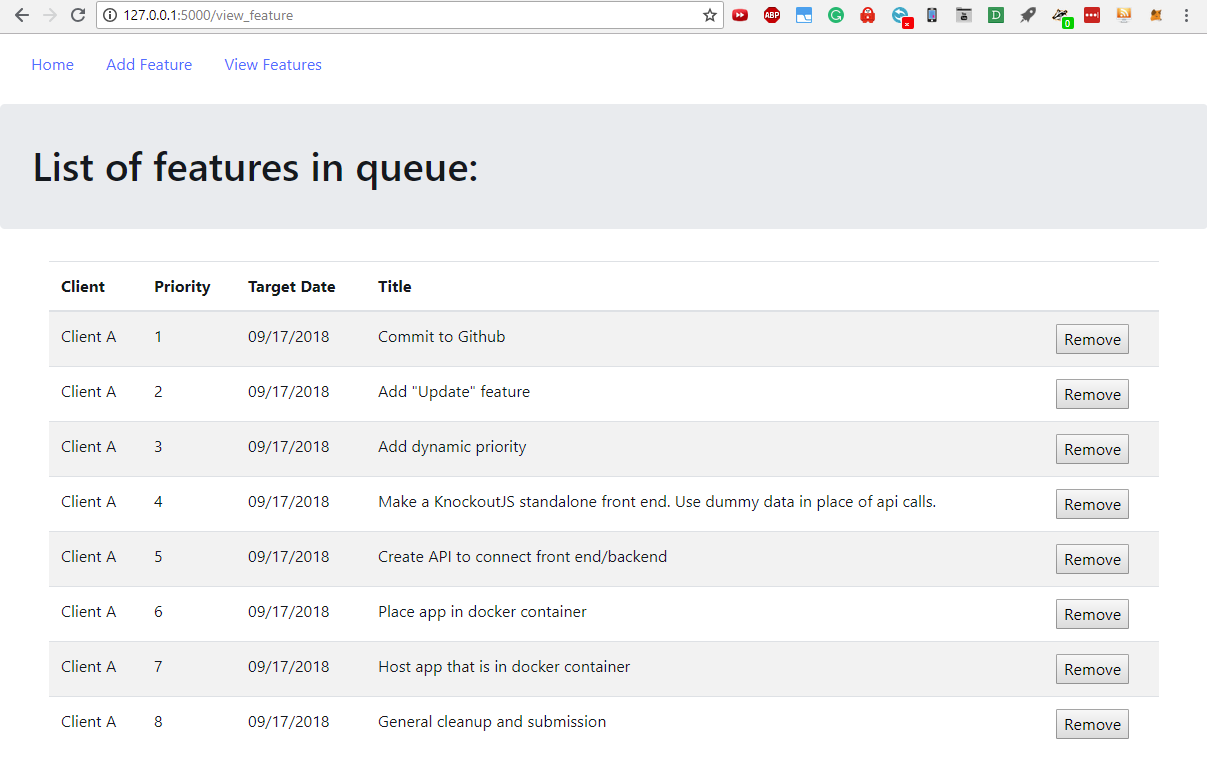 127.0.0.1:5000/view_feature
ABP
D
0
Home Add Feature View Features
List of features in queue:
Client Priority Target Date Title
Client A 1 09/17/2018 Commit to Github Remove
Client A 2 09/17/2018 Add "Update" feature Remove
Client A 3 09/17/2018 Add dynamic priority Remove
Client A 4 09/17/2018 Make a KnockoutJS standalone front end. Use dummy data in place of api calls. Remove
Client A 5 09/17/2018 Create API to connect front end/backend Remove
Client A 6 09/17/2018 Place app in docker container Remove
Client A 7 09/17/2018 Host app that is in docker container Remove
Client A 8 09/17/2018 General cleanup and submission Remove